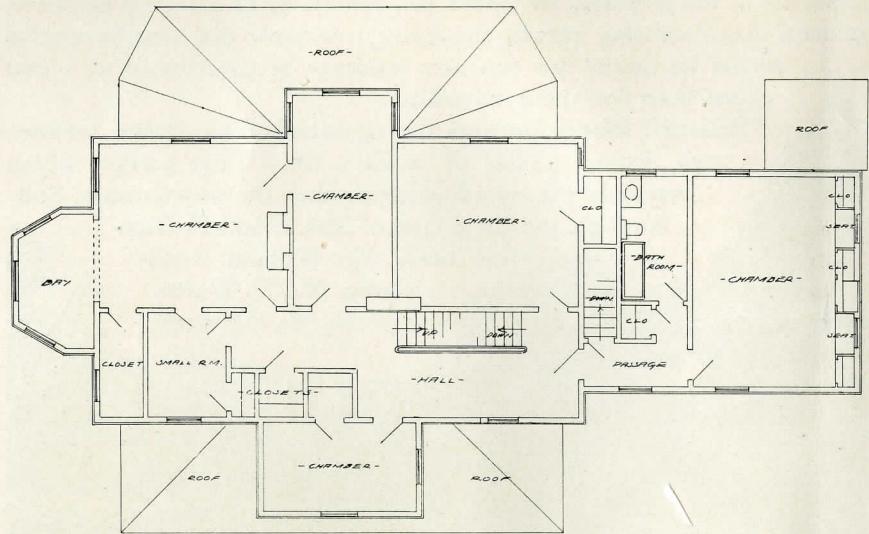 -ROOF-
ROOF
-CHAMBER-
-CHAMBER-
-CHAMBER-
CLO
-BATH
ROOM-
-CHAMBER-
CLO
SEAT
CLO
SEAT
BAY
DOWN
CLO
UP
DOWN
CLOSET
SMALL RM.
-CLOSETS-
-HALL-
PASSAGE
-CHAMBER-
ROOF
ROOF